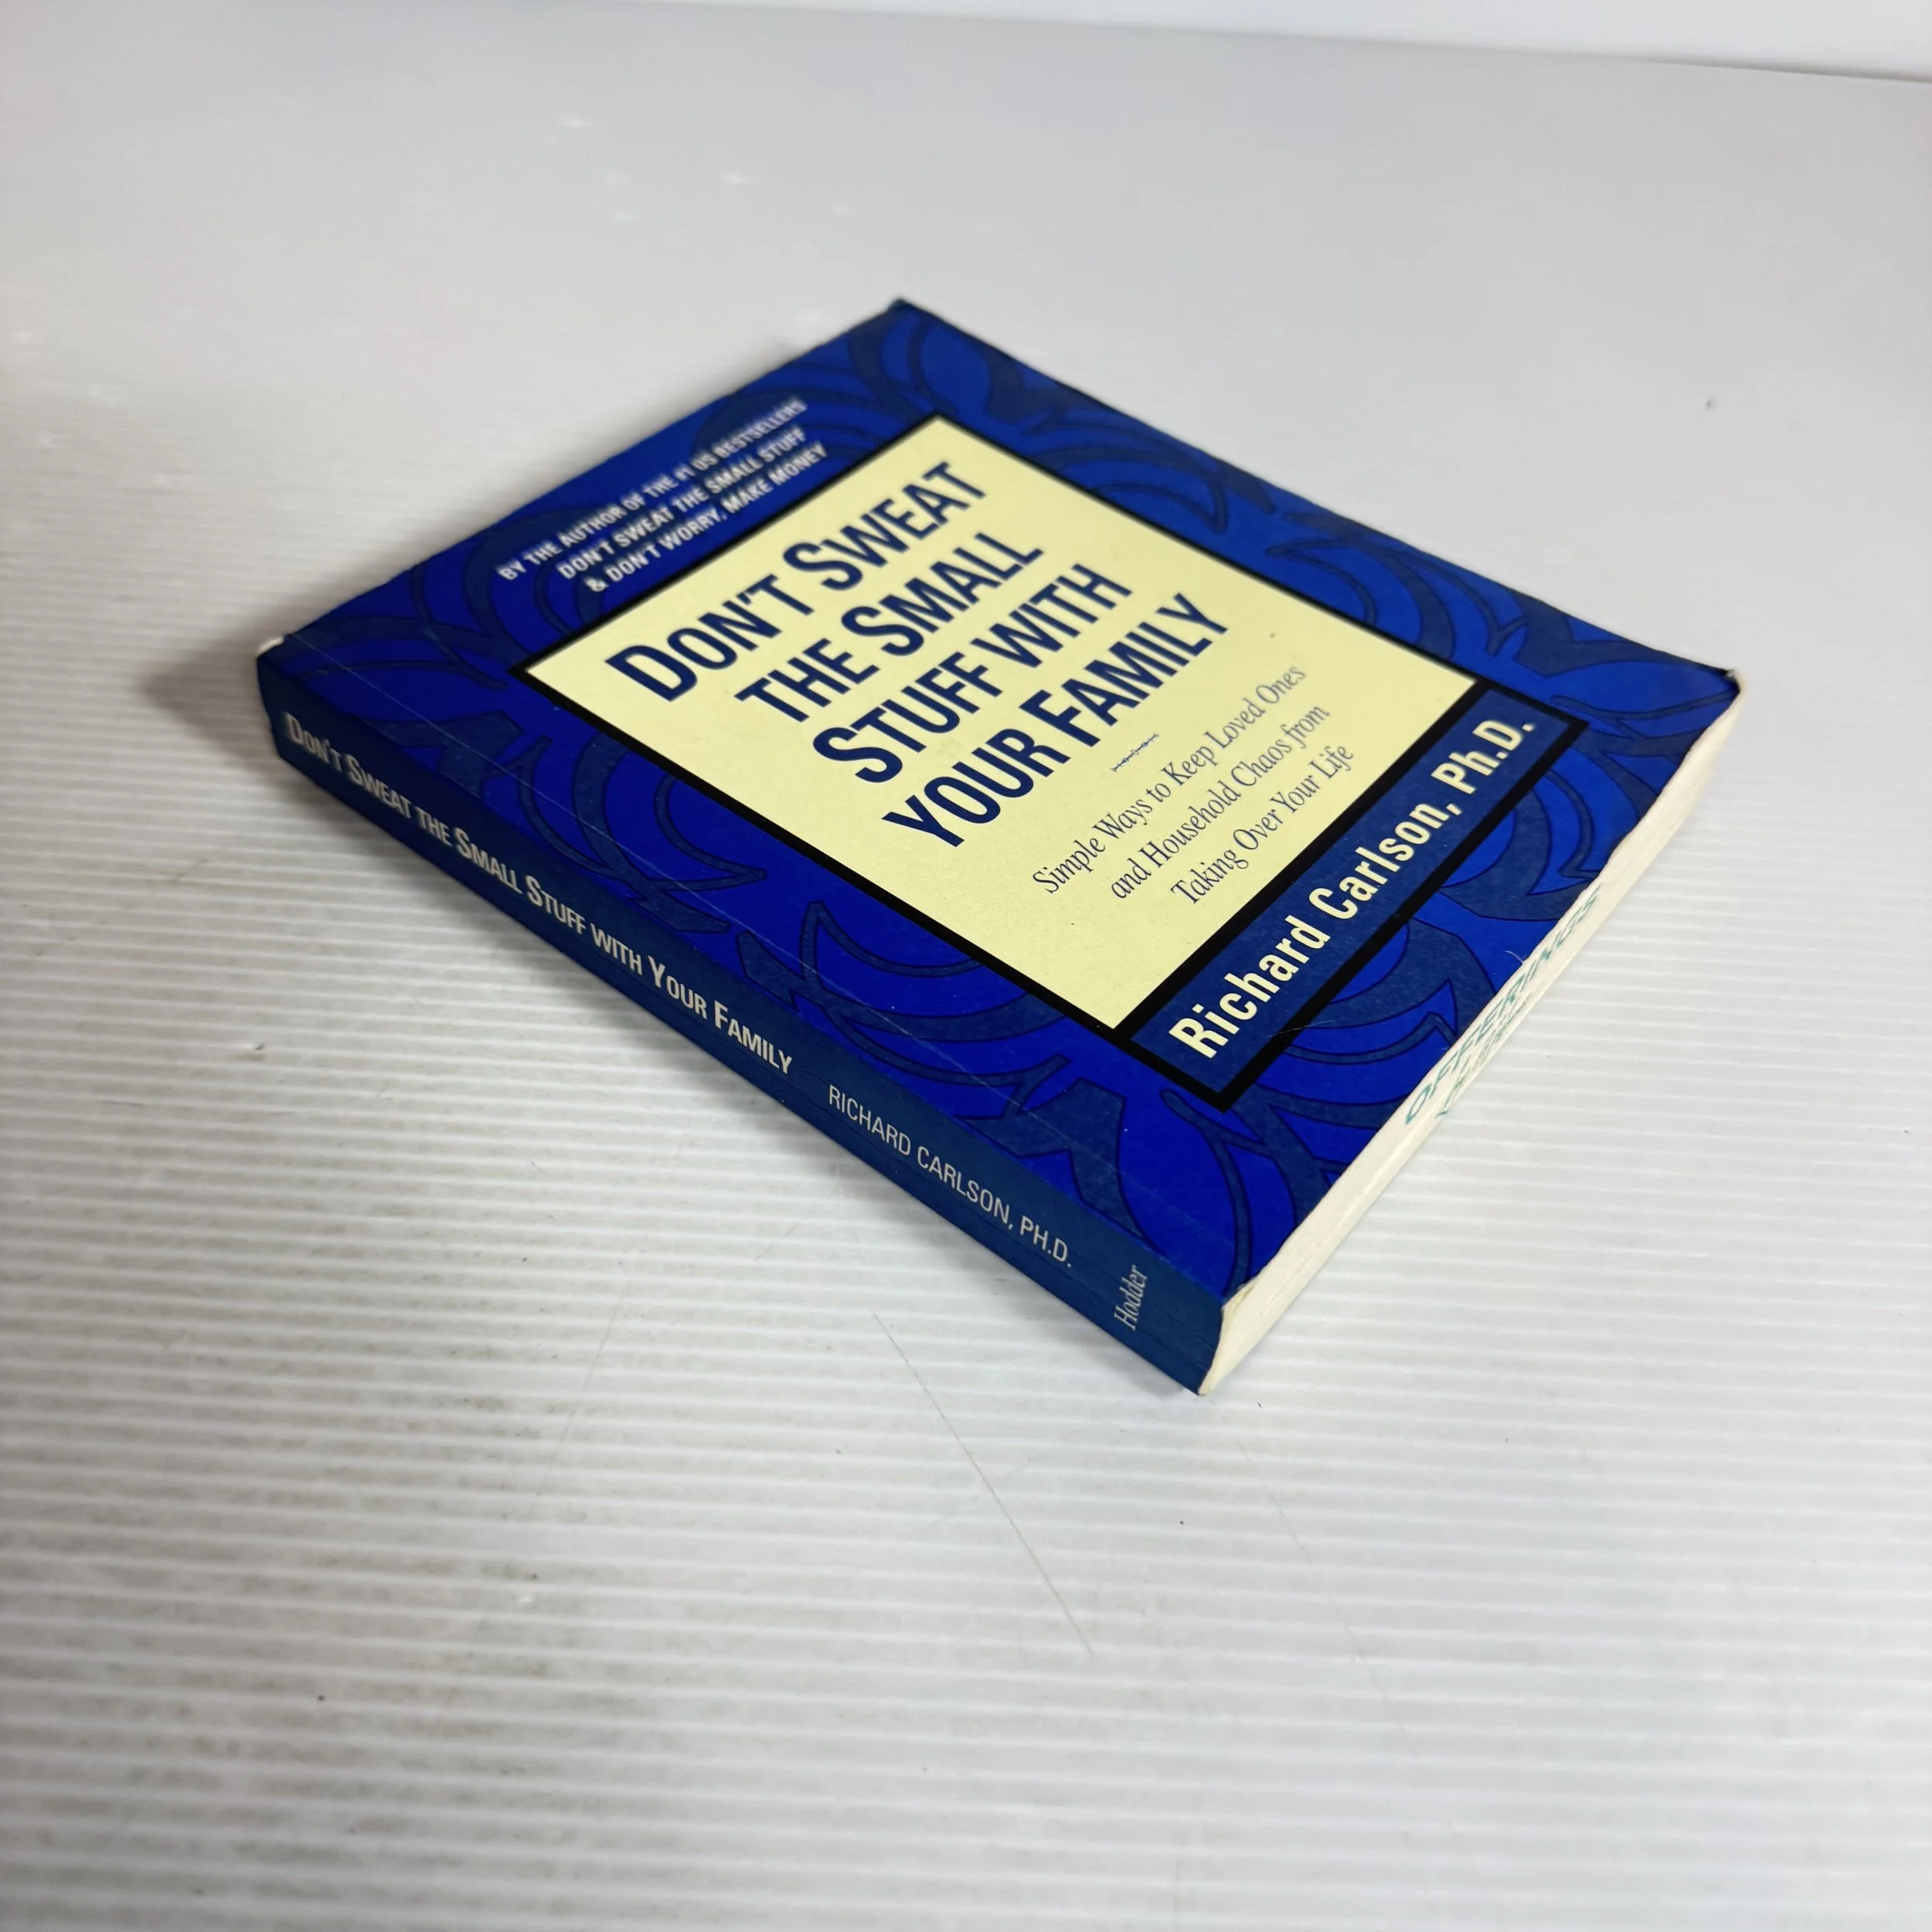 BY THE AUTHOR OF THE #1 US BESTSELLERS
DON'T SWEAT THE SMALL STUFF
& DON'T WORRY, MAKE MONEY
DON'T SWEAT
THE SMALL
STUFF WITH
YOUR FAMILY
Simple Ways to Keep Loved Ones
and Household Chaos from
Taking Over Your Life
Richard Carlson, Ph.D.
DON'T SWEAT THE SMALL STUFF WITH YOUR FAMILY RICHARD CARLSON, PH.D. Hodder
OFFERINGS